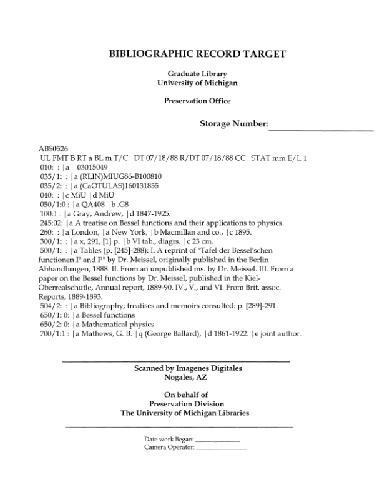 BIBLIOGRAPHIC RECORD TARGET
Graduate Library
University of Michigan
Preservation Office
Storage Number:
ABS0526
UL FMT B RT a BL m T/C DT 07/18/88 R/DT 07/18/88 CC STAT mm E/L 1
010: : |a 03015049
035/1: : |a (RLIN)MIUG86-B100810
035/2: : |a (CaOTULAS)160131855
040: : |c MiU |d MiU
050/1:0: |a QA408 |b .G8
100:1 : |a Gray, Andrew, |d 1847-1925.
245:02: |a A treatise on Bessel functions and their applications to physics.
260: : |a London, |a New York, |b Macmillan and co., |c 1895.
300/1: : |a x, 291, [1] p. |b VI tab., diagrs. |c 23 cm.
500/1: : |a Tables (p. [245]-288): I. A reprint of "Tafel der Bessel'schen
funktionen I° and I¹" by Dr. Meissel, originally published in the Berlin
Abhandlungen, 1888. II. From an unpublished ms. by Dr. Meissel. III. From a
paper on the Bessel functions by Dr. Meissel, published in the Kiel-
Oberrealschulle, Annual report, 1889-90. IV., V., and VI. From Brit. assoc.
Reports, 1889-1893.
504/2: : |a Bibliography; treatises and memoirs consulted: p. [289]-291.
650/1: 0: |a Bessel functions
650/2: 0: |a Mathematical physics
700/1:1 : |a Mathews, G. B. |q (George Ballard), |d 1861-1922. |e joint author.
Scanned by Imagenes Digitales
Nogales, AZ
On behalf of
Preservation Division
The University of Michigan Libraries
Date work Began:
Camera Operator: